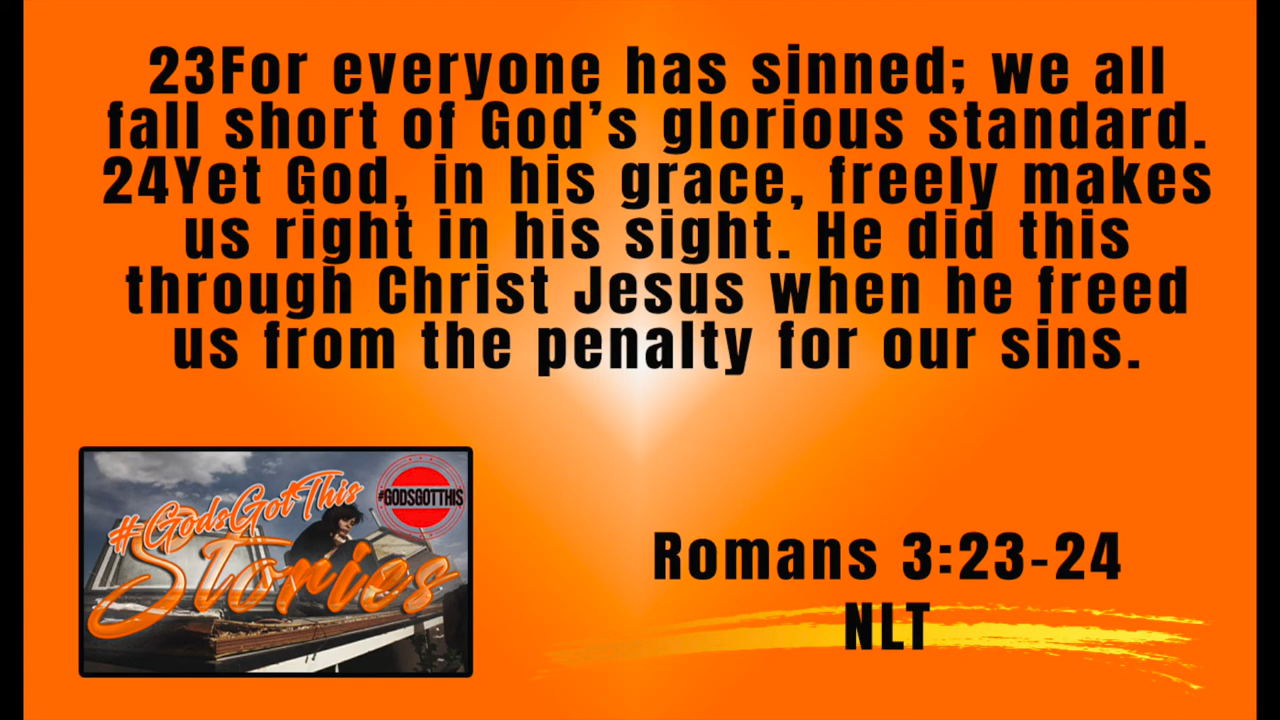 23For everyone has sinned; we all
fall short of God’s glorious standard.
24Yet God, in his grace, freely makes
us right in his sight. He did this
through Christ Jesus when he freed
us from the penalty for our sins.
#GodsGotThis
Stories
#GODSGOTTHIS
Romans 3:23-24
NLT